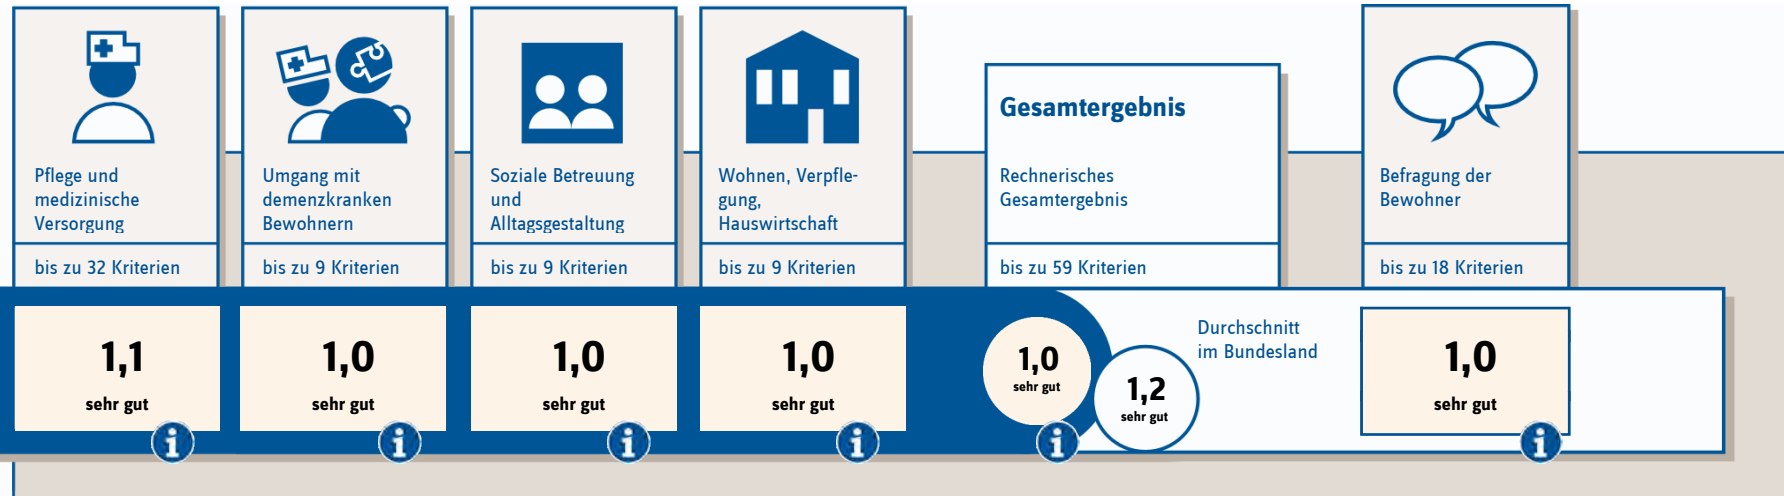 Pflege und
medizinische
Versorgung
bis zu 32 Kriterien
1,1
sehr gut
Umgang mit
demenzkranken
Bewohnern
bis zu 9 Kriterien
1,0
sehr gut
Soziale Betreuung
und
Alltagsgestaltung
bis zu 9 Kriterien
1,0
sehr gut
Wohnen, Verpfle-
gung,
Hauswirtschaft
bis zu 9 Kriterien
1,0
sehr gut
Gesamtergebnis
Rechnerisches
Gesamtergebnis
bis zu 59 Kriterien
1,0
sehr gut
1,2
sehr gut
Durchschnitt
im Bundesland
Befragung der
Bewohner
bis zu 18 Kriterien
1,0
sehr gut